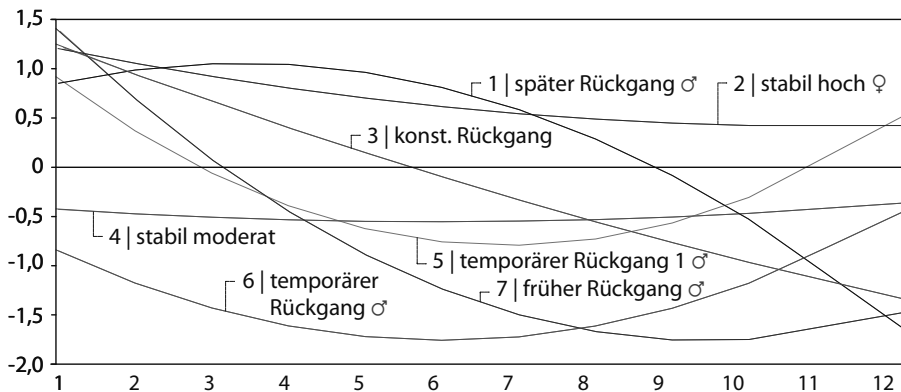 1,5
1,0
0,5
0
-0,5
-1,0
-1,5
-2,0
1 | später Rückgang ♂
2 | stabil hoch ♀
3 | konst. Rückgang
4 | stabil moderat
5 | temporärer Rückgang 1 ♂
6 | temporärer
Rückgang ♂
7 | früher Rückgang ♂
1 2 3 4 5 6 7 8 9 10 11 12